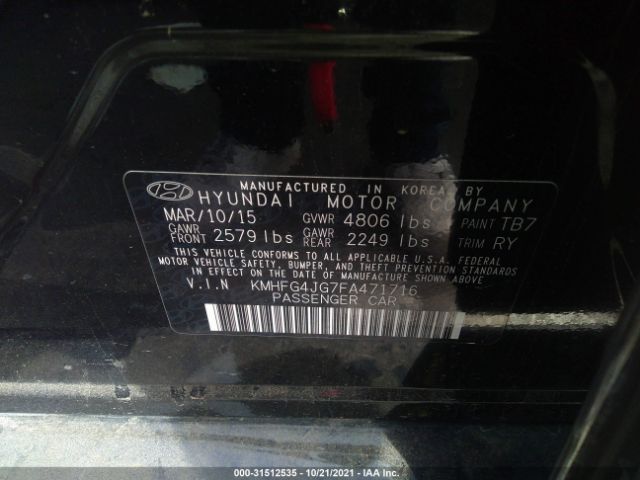 MANUFACTURED IN KOREA BY
HYUNDAI MOTOR COMPANY
MAR/10/15 GVWR 4806 lbs PAINT TB7
GAWR FRONT 2579 lbs GAWR REAR 2249 lbs TRIM RY
THIS VEHICLE CONFORMS TO ALL APPLICABLE U.S.A. FEDERAL
MOTOR VEHICLE SAFETY, BUMPER, AND THEFT PREVENTION STANDARDS
IN EFFECT ON THE DATE OF MANUFACTURE SHOWN ABOVE
V.I.N KMHFG4JG7FA471716
PASSENGER CAR
000-31512535 - 10/21/2021 - IAA Inc.